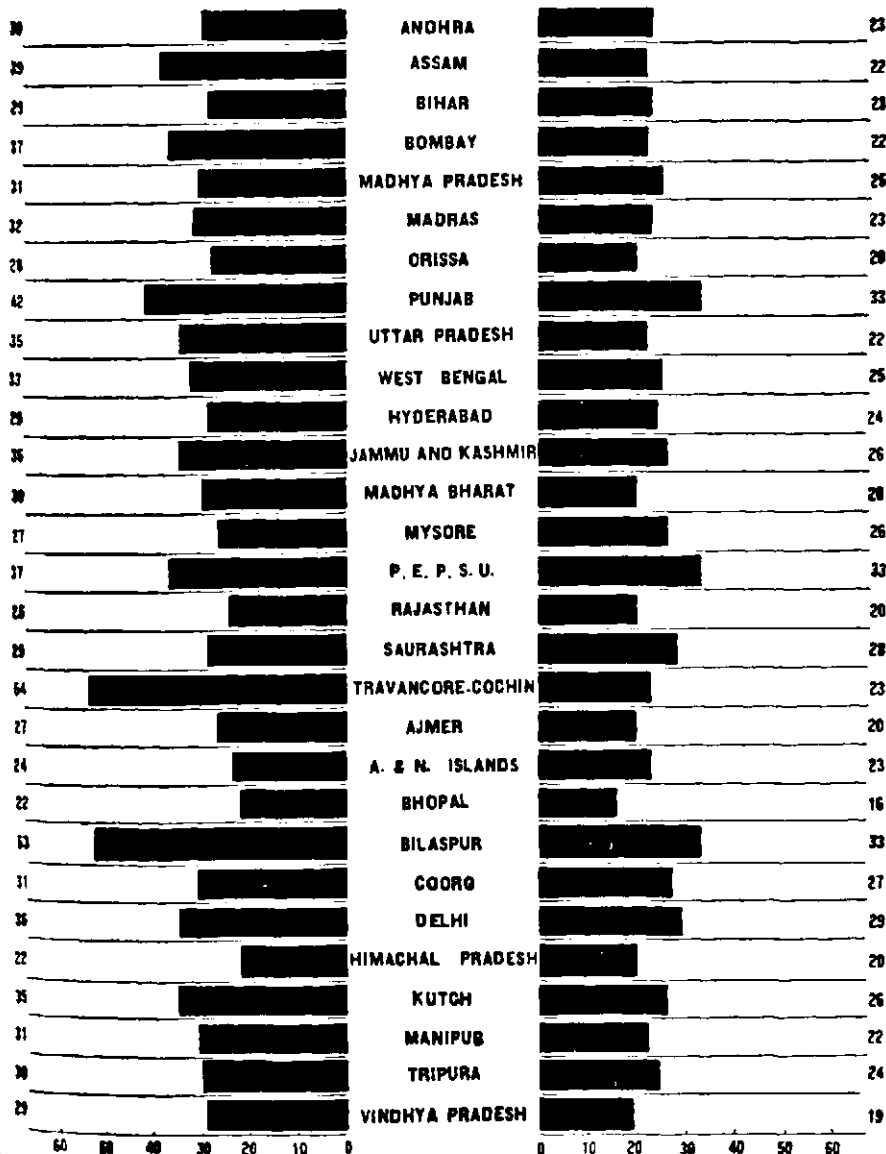 30 ANDHRA 23
39 ASSAM 22
29 BIHAR 23
37 BOMBAY 22
31 MADHYA PRADESH 25
32 MADRAS 23
28 ORISSA 20
42 PUNJAB 33
35 UTTAR PRADESH 22
33 WEST BENGAL 25
29 HYDERABAD 24
35 JAMMU AND KASHMIR 26
30 MADHYA BHARAT 20
27 MYSORE 26
37 P. E. P. S. U. 33
25 RAJASTHAN 20
29 SAURASHTRA 28
54 TRAVANCORE-COCHIN 23
27 AJMER 20
24 A. & N. ISLANDS 23
22 BHOPAL 16
53 BILASPUR 33
31 COORG 27
35 DELHI 29
22 HIMACHAL PRADESH 20
35 KUTCH 26
31 MANIPUR 22
30 TRIPURA 24
29 VINDHYA PRADESH 19
60 50 40 30 20 10 0 0 10 20 30 40 50 60